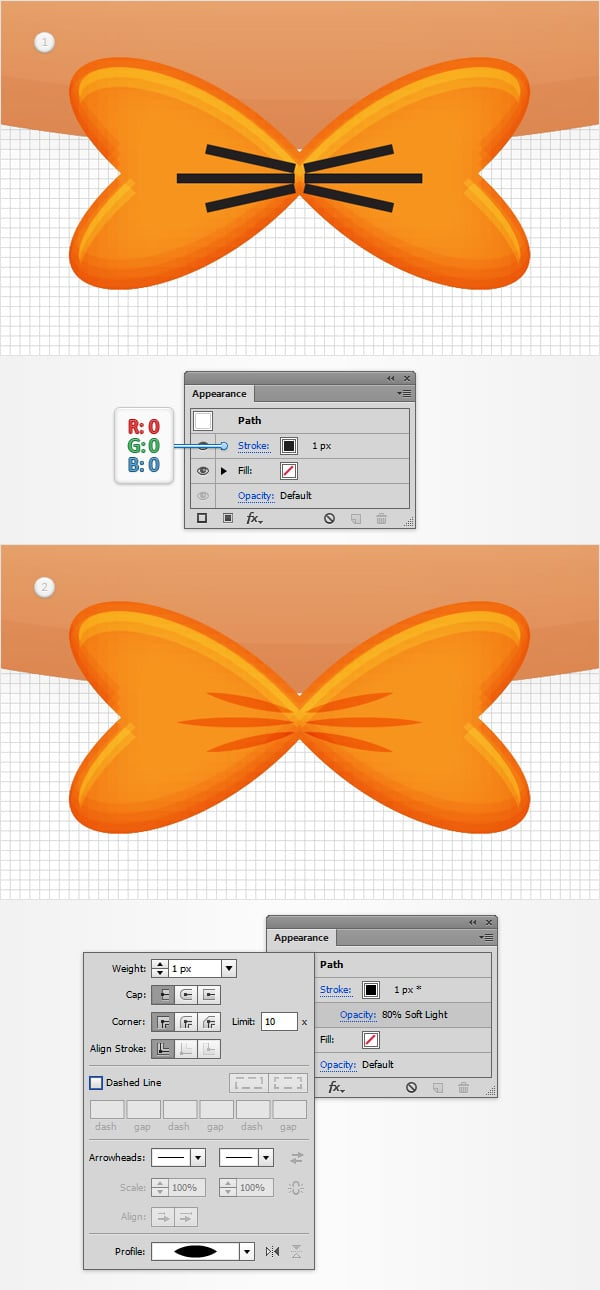 1
Appearance
R: 0
G: 0
B: 0
Path
Stroke: 1 px
Fill:
Opacity: Default
fx
2
Appearance
Path
Stroke: 1 px *
Opacity: 80% Soft Light
Fill:
Opacity: Default
fx
Weight: 1 px
Cap:
Corner: Limit: 10 x
Align Stroke:
Dashed Line
dash gap dash gap dash gap
Arrowheads:
Scale: 100% 100%
Align:
Profile: